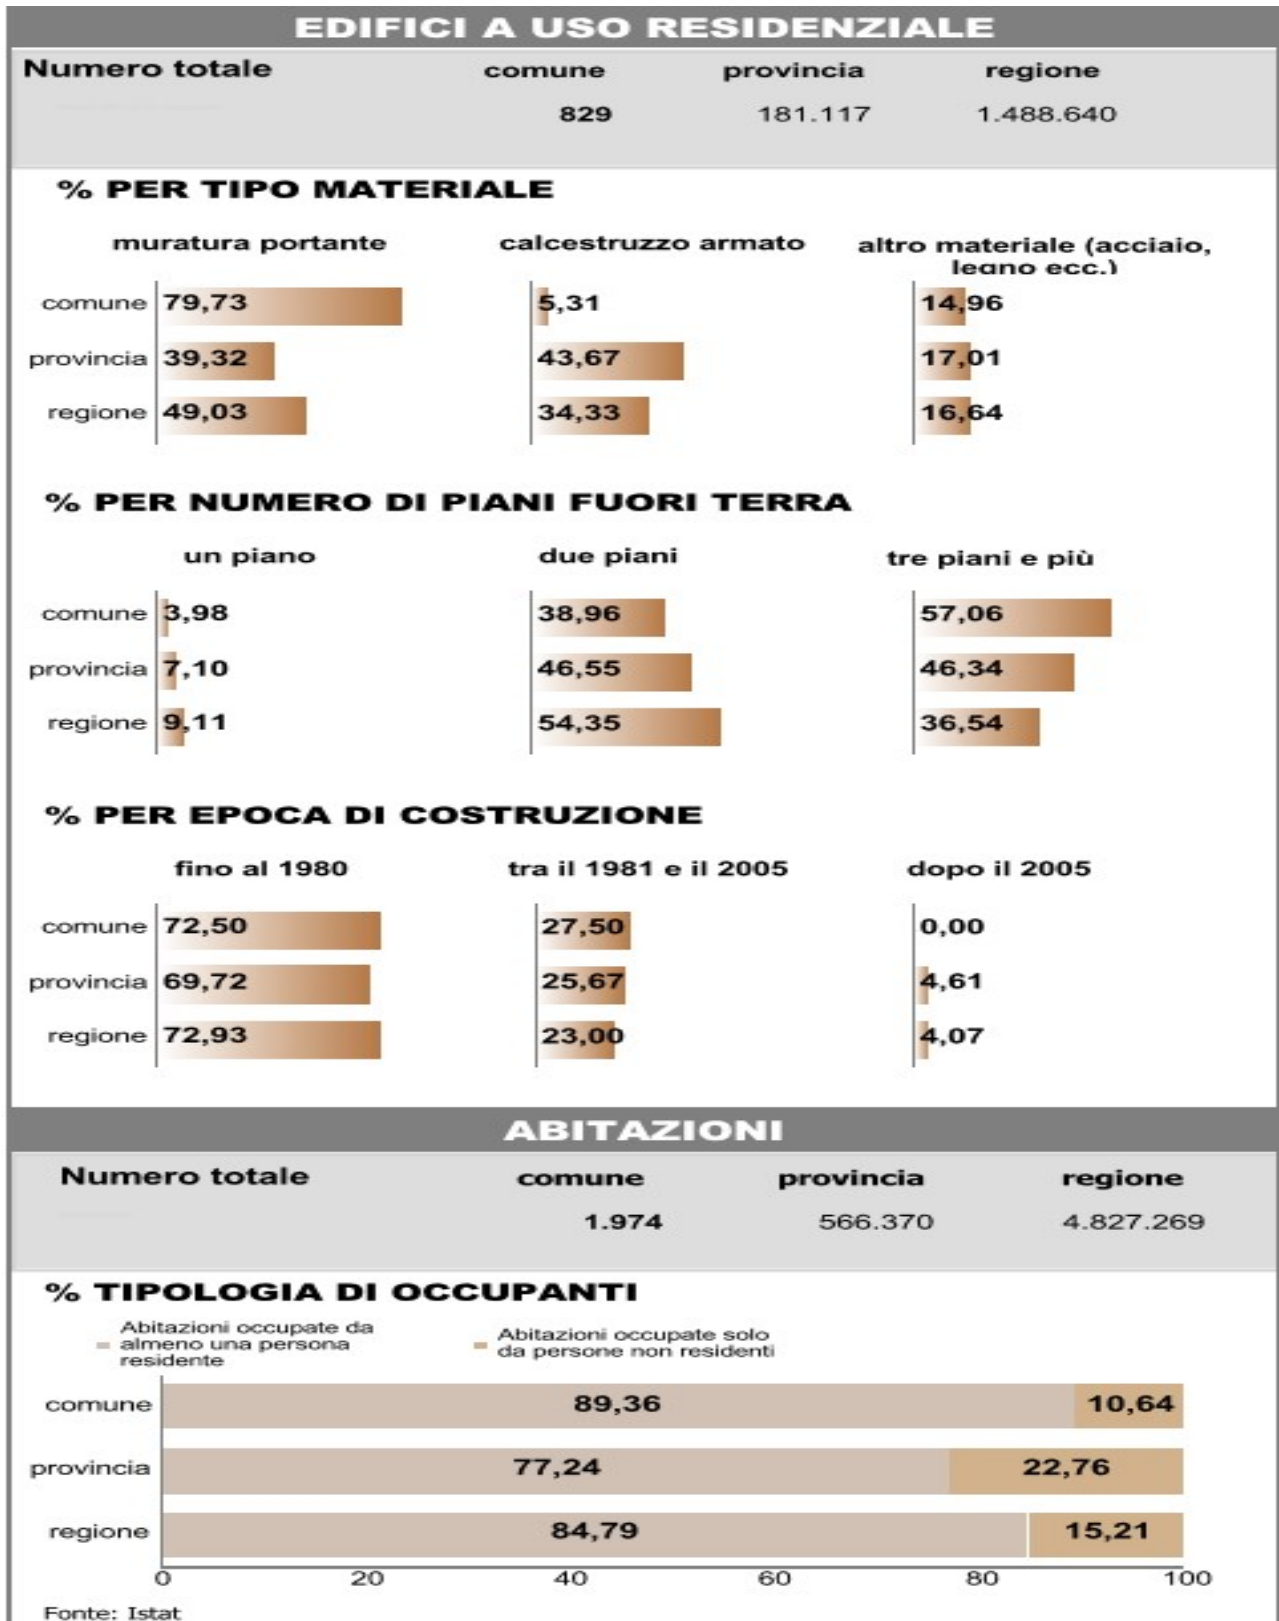 EDIFICI A USO RESIDENZIALE
Numero totale comune provincia regione
829 181.117 1.488.640
% PER TIPO MATERIALE
muratura portante calcestruzzo armato altro materiale (acciaio,
legno ecc.)
comune 79,73 5,31 14,96
provincia 39,32 43,67 17,01
regione 49,03 34,33 16,64
% PER NUMERO DI PIANI FUORI TERRA
un piano due piani tre piani e più
comune 3,98 38,96 57,06
provincia 7,10 46,55 46,34
regione 9,11 54,35 36,54
% PER EPOCA DI COSTRUZIONE
fino al 1980 tra il 1981 e il 2005 dopo il 2005
comune 72,50 27,50 0,00
provincia 69,72 25,67 4,61
regione 72,93 23,00 4,07
ABITAZIONI
Numero totale comune provincia regione
1.974 566.370 4.827.269
% TIPOLOGIA DI OCCUPANTI
Abitazioni occupate da
almeno una persona
residente
Abitazioni occupate solo
da persone non residenti
comune 89,36 10,64
provincia 77,24 22,76
regione 84,79 15,21
0 20 40 60 80 100
Fonte: Istat